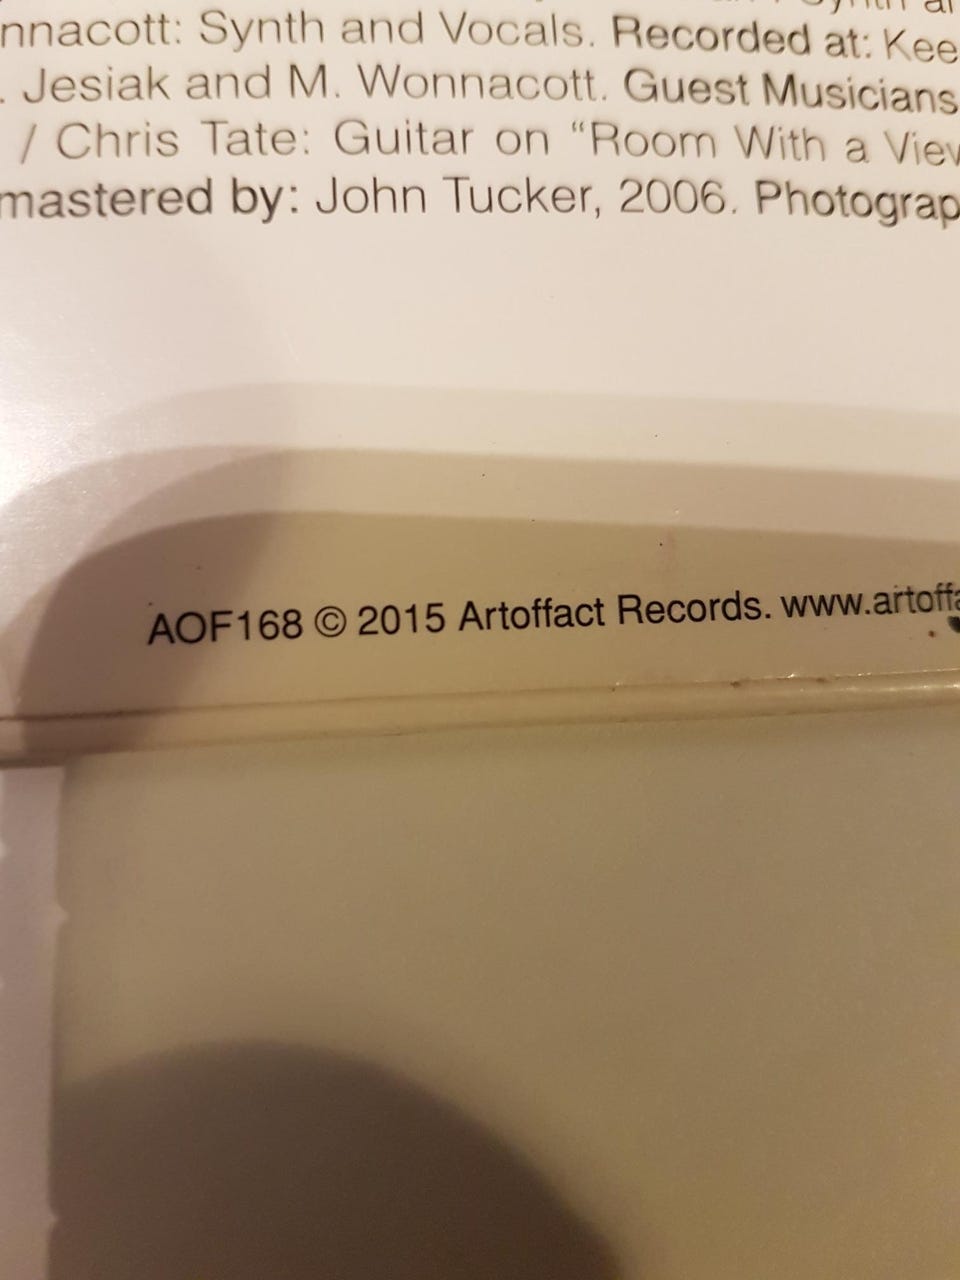 nnacott: Synth and Vocals. Recorded at: Kee
. Jesiak and M. Wonnacott. Guest Musicians
/ Chris Tate: Guitar on “Room With a View
mastered by: John Tucker, 2006. Photograp
AOF168 © 2015 Artoffact Records. www.artoffa